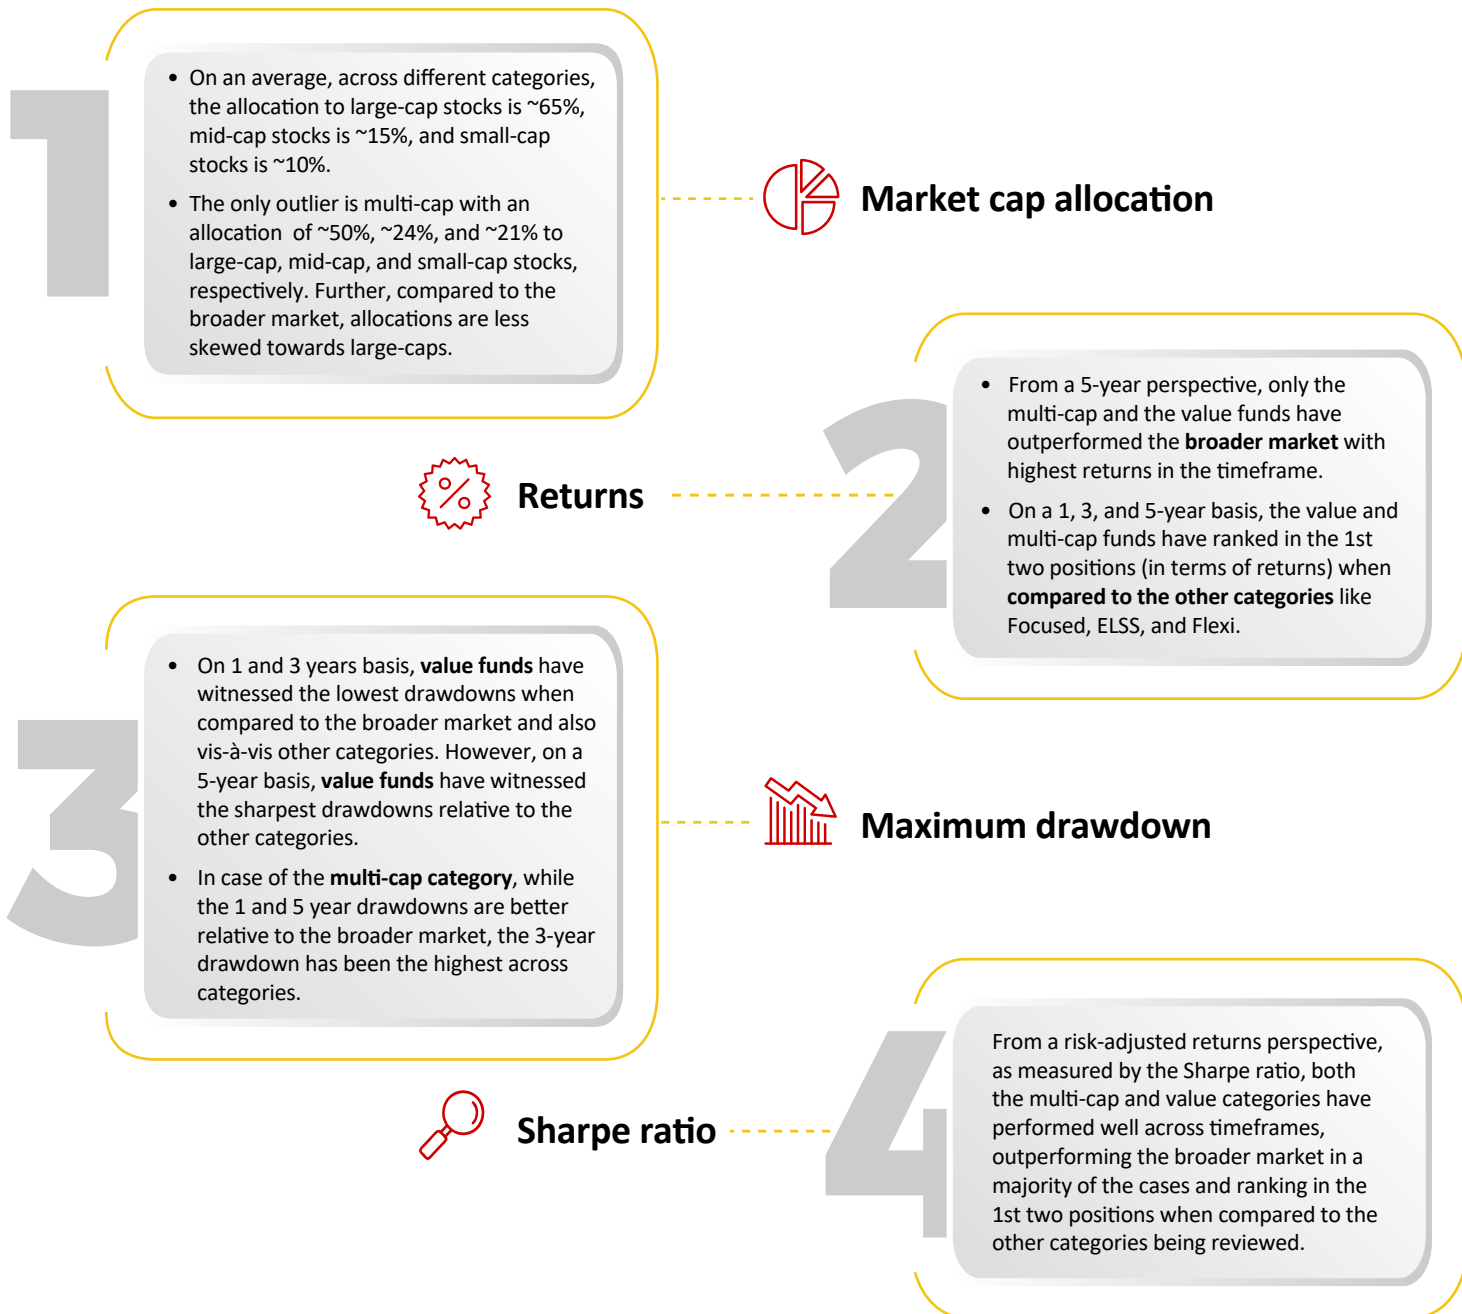 1
• On an average, across different categories,
the allocation to large-cap stocks is ~65%,
mid-cap stocks is ~15%, and small-cap
stocks is ~10%.
• The only outlier is multi-cap with an
allocation of ~50%, ~24%, and ~21% to
large-cap, mid-cap, and small-cap stocks,
respectively. Further, compared to the
broader market, allocations are less
skewed towards large-caps.
Market cap allocation
2
• From a 5-year perspective, only the
multi-cap and the value funds have
outperformed the broader market with
highest returns in the timeframe.
• On a 1, 3, and 5-year basis, the value and
multi-cap funds have ranked in the 1st
two positions (in terms of returns) when
compared to the other categories like
Focused, ELSS, and Flexi.
%
Returns
3
• On 1 and 3 years basis, value funds have
witnessed the lowest drawdowns when
compared to the broader market and also
vis-à-vis other categories. However, on a
5-year basis, value funds have witnessed
the sharpest drawdowns relative to the
other categories.
• In case of the multi-cap category, while
the 1 and 5 year drawdowns are better
relative to the broader market, the 3-year
drawdown has been the highest across
categories.
Maximum drawdown
4
From a risk-adjusted returns perspective,
as measured by the Sharpe ratio, both
the multi-cap and value categories have
performed well across timeframes,
outperforming the broader market in a
majority of the cases and ranking in the
1st two positions when compared to the
other categories being reviewed.
Sharpe ratio